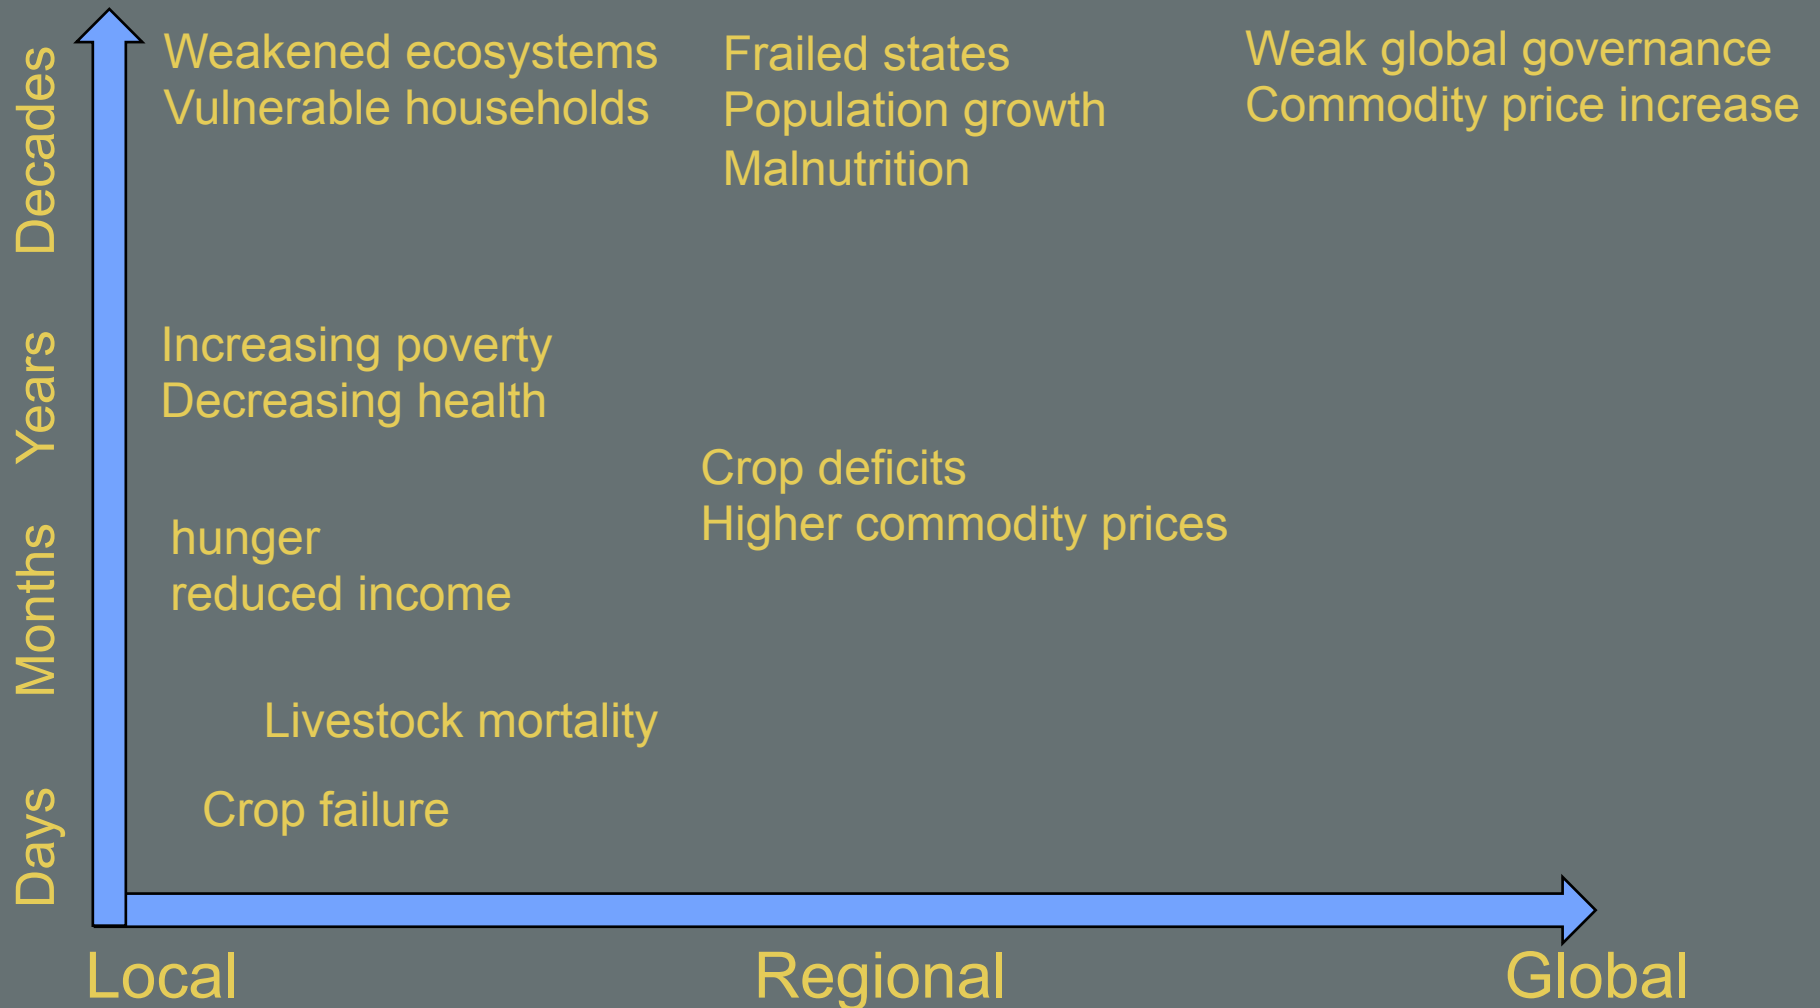 Decades
Weakened ecosystems
Vulnerable households
Frailed states
Population growth
Malnutrition
Weak global governance
Commodity price increase
Years
Increasing poverty
Decreasing health
Crop deficits
Higher commodity prices
Months
hunger
reduced income
Livestock mortality
Days
Crop failure
Local
Regional
Global